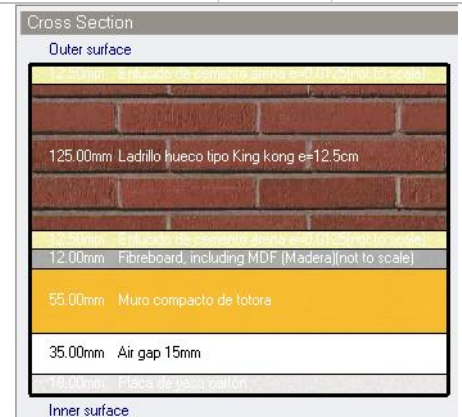 Cross Section
Outer surface
12.50mm Enlucido de cemento arena e=0.0125(not to scale)
125.00mm Ladrillo hueco tipo King kong e=12.5cm
12.50mm Enlucido de cemento arena e=0.0125(not to scale)
12.00mm Fibreboard, including MDF (Madera)(not to scale)
55.00mm Muro compacto de totora
35.00mm Air gap 15mm
18.00mm Placa de yeso carton
Inner surface